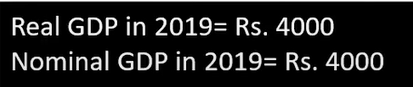 Real GDP in 2019= Rs. 4000
Nominal GDP in 2019= Rs. 4000